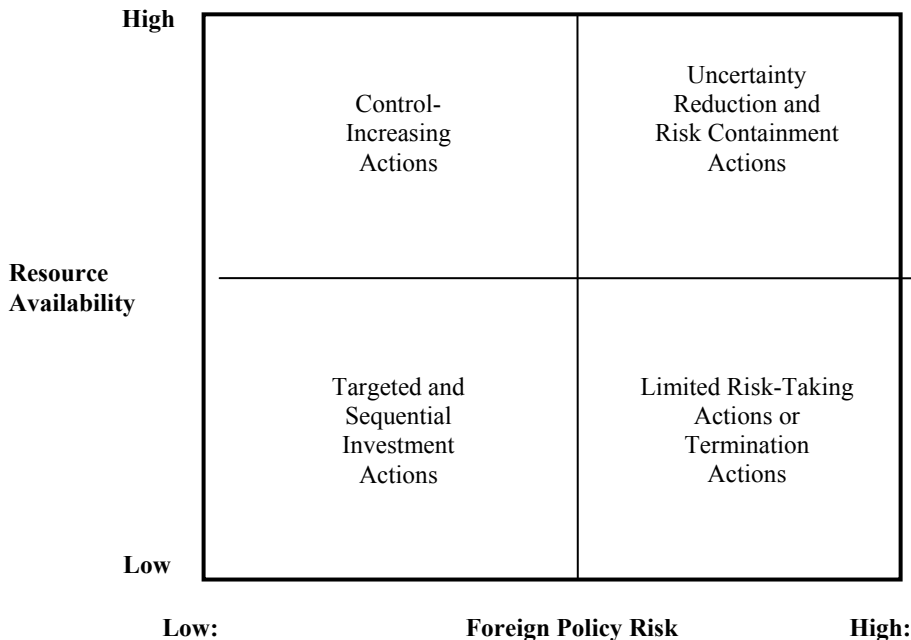 High
Control-
Increasing
Actions
Uncertainty
Reduction and
Risk Containment
Actions
Resource
Availability
Targeted and
Sequential
Investment
Actions
Limited Risk-Taking
Actions or
Termination
Actions
Low
Low:
Foreign Policy Risk
High: